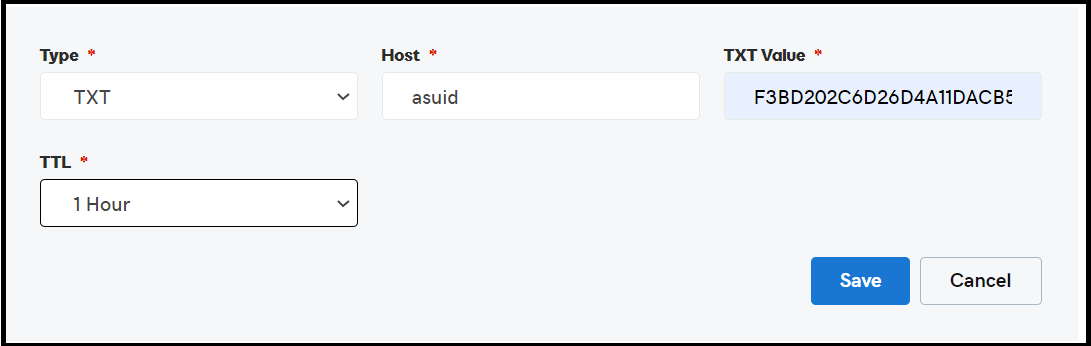 Type * Host * TXT Value *
TXT asuid F3BD202C6D26D4A11DACB5
TTL *
1 Hour
Save Cancel